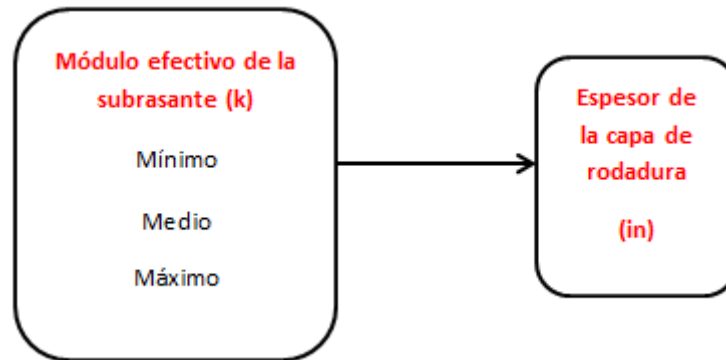 Módulo efectivo de la
subrasante (k)
Mínimo
Medio
Máximo
Espesor de
la capa de
rodadura
(in)